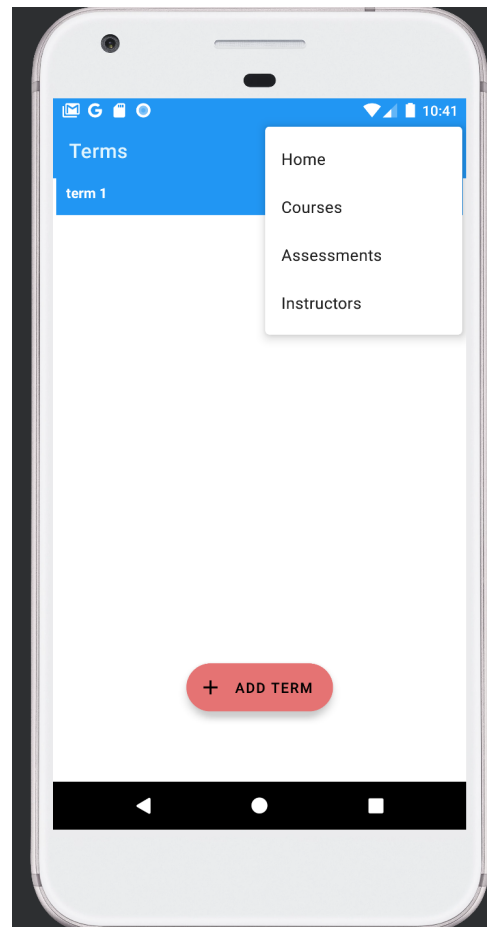 10:41
Terms
term 1
Home
Courses
Assessments
Instructors
ADD TERM